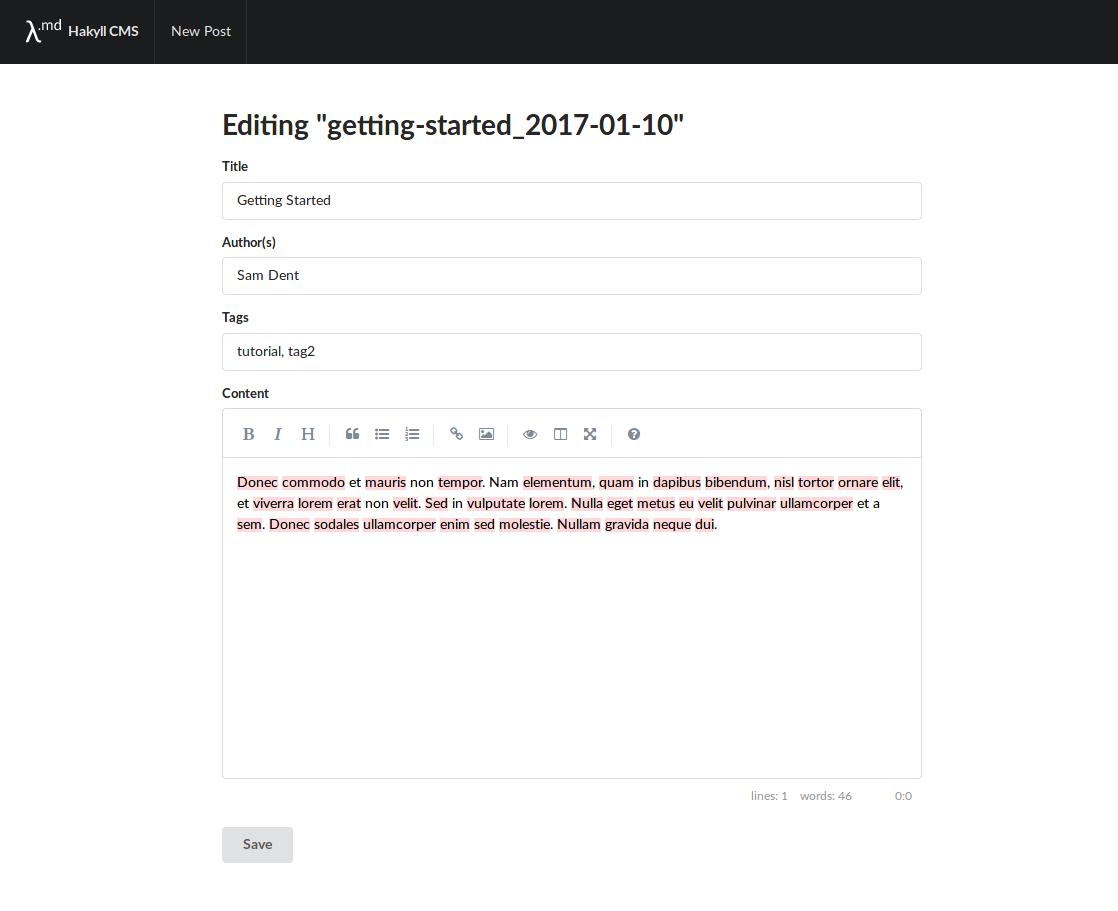 λ.md Hakyll CMS New Post
Editing "getting-started_2017-01-10"
Title
Getting Started
Author(s)
Sam Dent
Tags
tutorial, tag2
Content
B I H
Donec commodo et mauris non tempor. Nam elementum, quam in dapibus bibendum, nisl tortor ornare elit,
et viverra lorem erat non velit. Sed in vulputate lorem. Nulla eget metus eu velit pulvinar ullamcorper et a
sem. Donec sodales ullamcorper enim sed molestie. Nullam gravida neque dui.
lines: 1 words: 46 0:0
Save